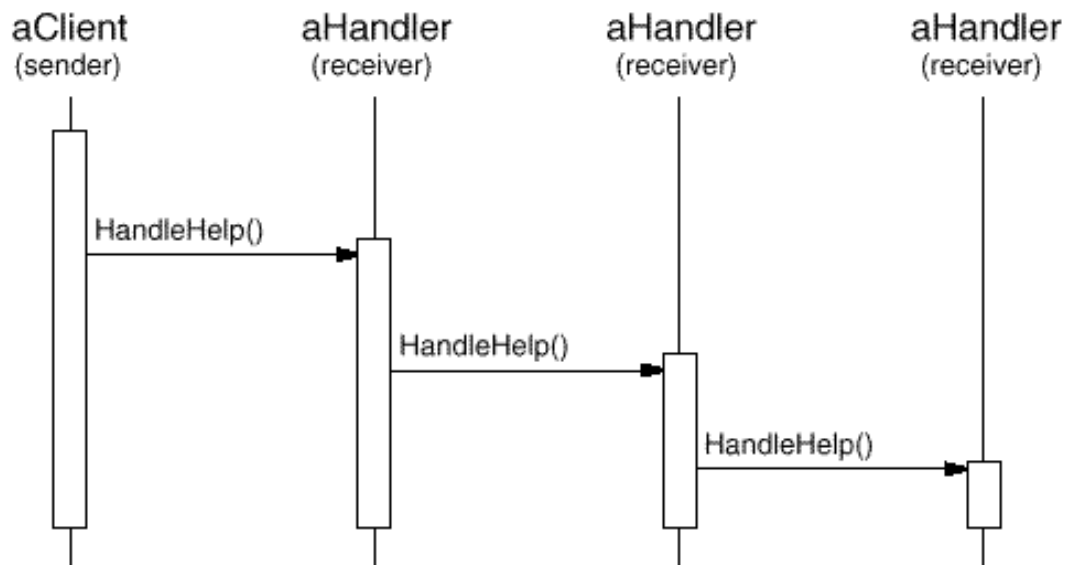 aClient
(sender)
aHandler
(receiver)
aHandler
(receiver)
aHandler
(receiver)
HandleHelp()
HandleHelp()
HandleHelp()